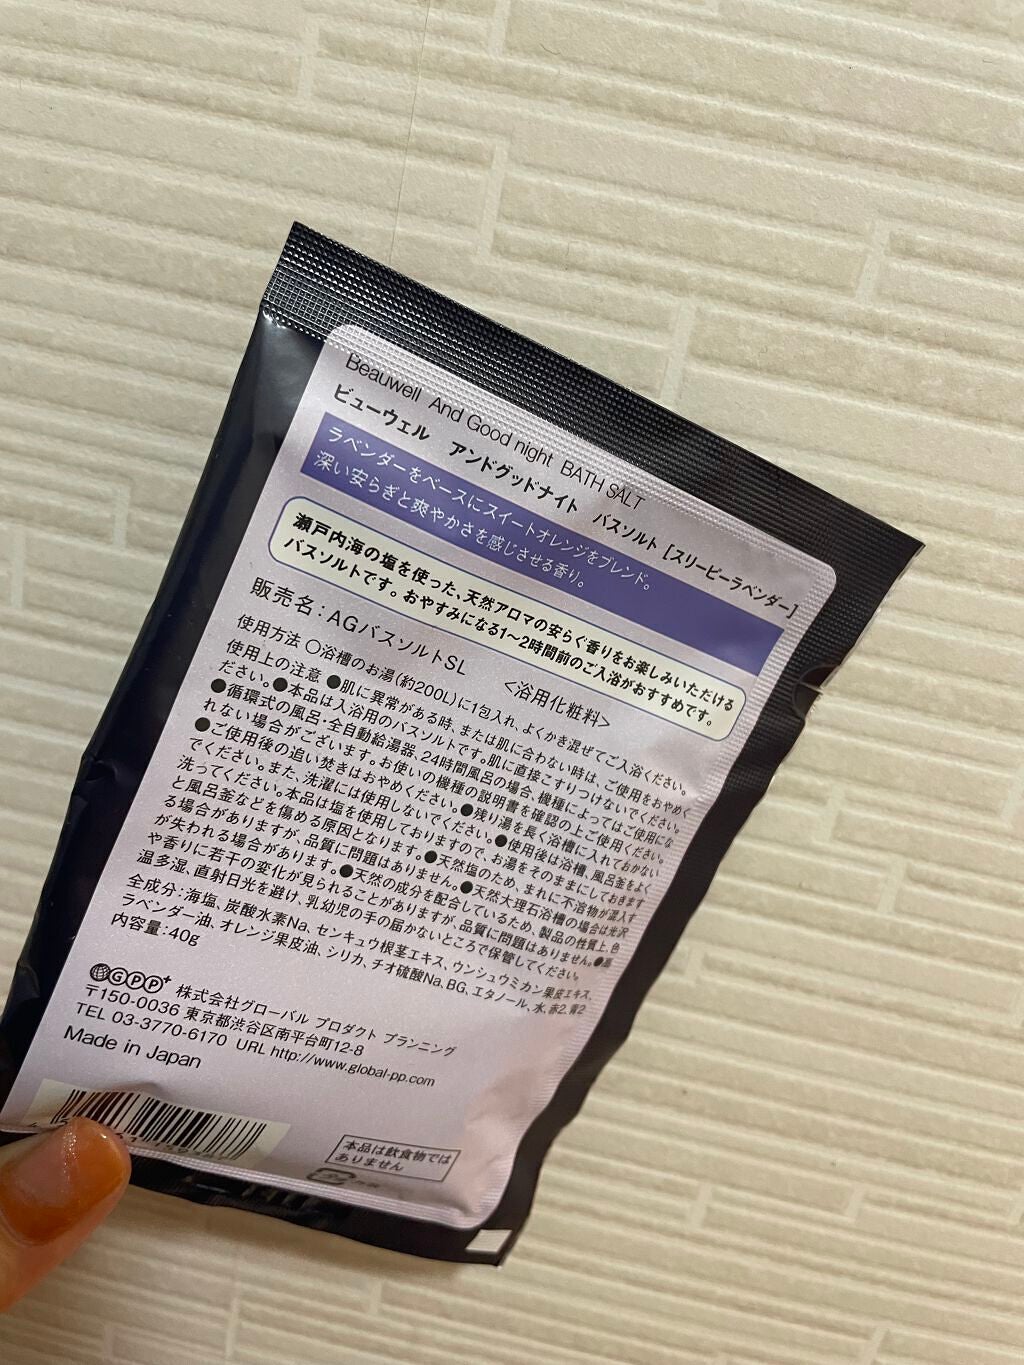 Beauwell And Good night BATH SALT
ビューウェル アンドグッドナイト バスソルト [スリーピーラベンダー]
ラベンダーをベースにスイートオレンジをブレンド。
深い安らぎと爽やかさを感じさせる香り。
瀬戸内海の塩を使った、天然アロマの安らぐ香りをお楽しみいただける
バスソルトです。おやすみになる1〜2時間前のご入浴がおすすめです。
販売名：AGバスソルトSL <浴用化粧料>
使用方法 〇浴槽のお湯(約200L)に1包入れ、よくかき混ぜてご入浴ください。
使用上の注意 ●肌に異常がある時、または肌に合わない時は、ご使用をおやめく
ださい。●本品は入浴用のバスソルトです。肌に直接こすりつけないでください。
●循環式の風呂・全自動給湯器、24時間風呂の場合、機種によってはご使用にな
れない場合がございます。お使いの機種の説明書を確認の上ご使用ください。
●ご使用後の追い焚きはおやめください。●残り湯を長く浴槽に入れておかない
でください。また、洗濯には使用しないでください。●使用後は浴槽、風呂釜をよく
洗ってください。本品は塩を使用しておりますので、お湯をそのままにしておきます
と風呂釜などを傷める原因となります。●天然塩のため、まれに不溶物が混入す
る場合がありますが、品質に問題はありません。●天然大理石浴槽の場合は光沢
が失われる場合があります。●天然の成分を配合しているため、製品の性質上、色
や香りに若干の変化が見られることがありますが、品質に問題はありません。●高
温多湿、直射日光を避け、乳幼児の手の届かないところで保管してください。
全成分：海塩、炭酸水素Na、センキュウ根茎エキス、ウンシュウミカン果皮エキス、
ラベンダー油、オレンジ果皮油、シリカ、チオ硫酸Na、BG、エタノール、水、赤2、青2
内容量：40g
GPP+ 株式会社グローバル プロダクト プランニング
〒150-0036 東京都渋谷区南平台町12-8
TEL 03-3770-6170 URL http://www.global-pp.com
Made in Japan
本品は飲食物では
ありません